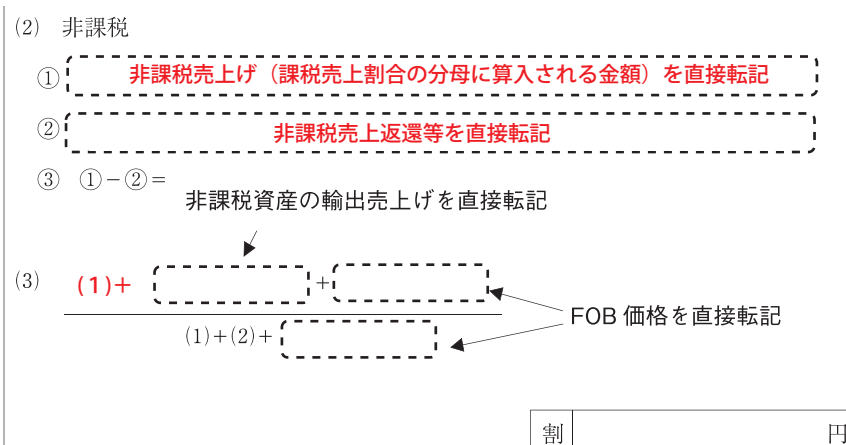 (2) 非課税
① 非課税売上げ（課税売上割合の分母に算入される金額）を直接転記
② 非課税売上返還等を直接転記
③ ①－②＝
非課税資産の輸出売上げを直接転記
(3) (1)＋ ＋
(1)+(2)+
FOB 価格を直接転記
割 円